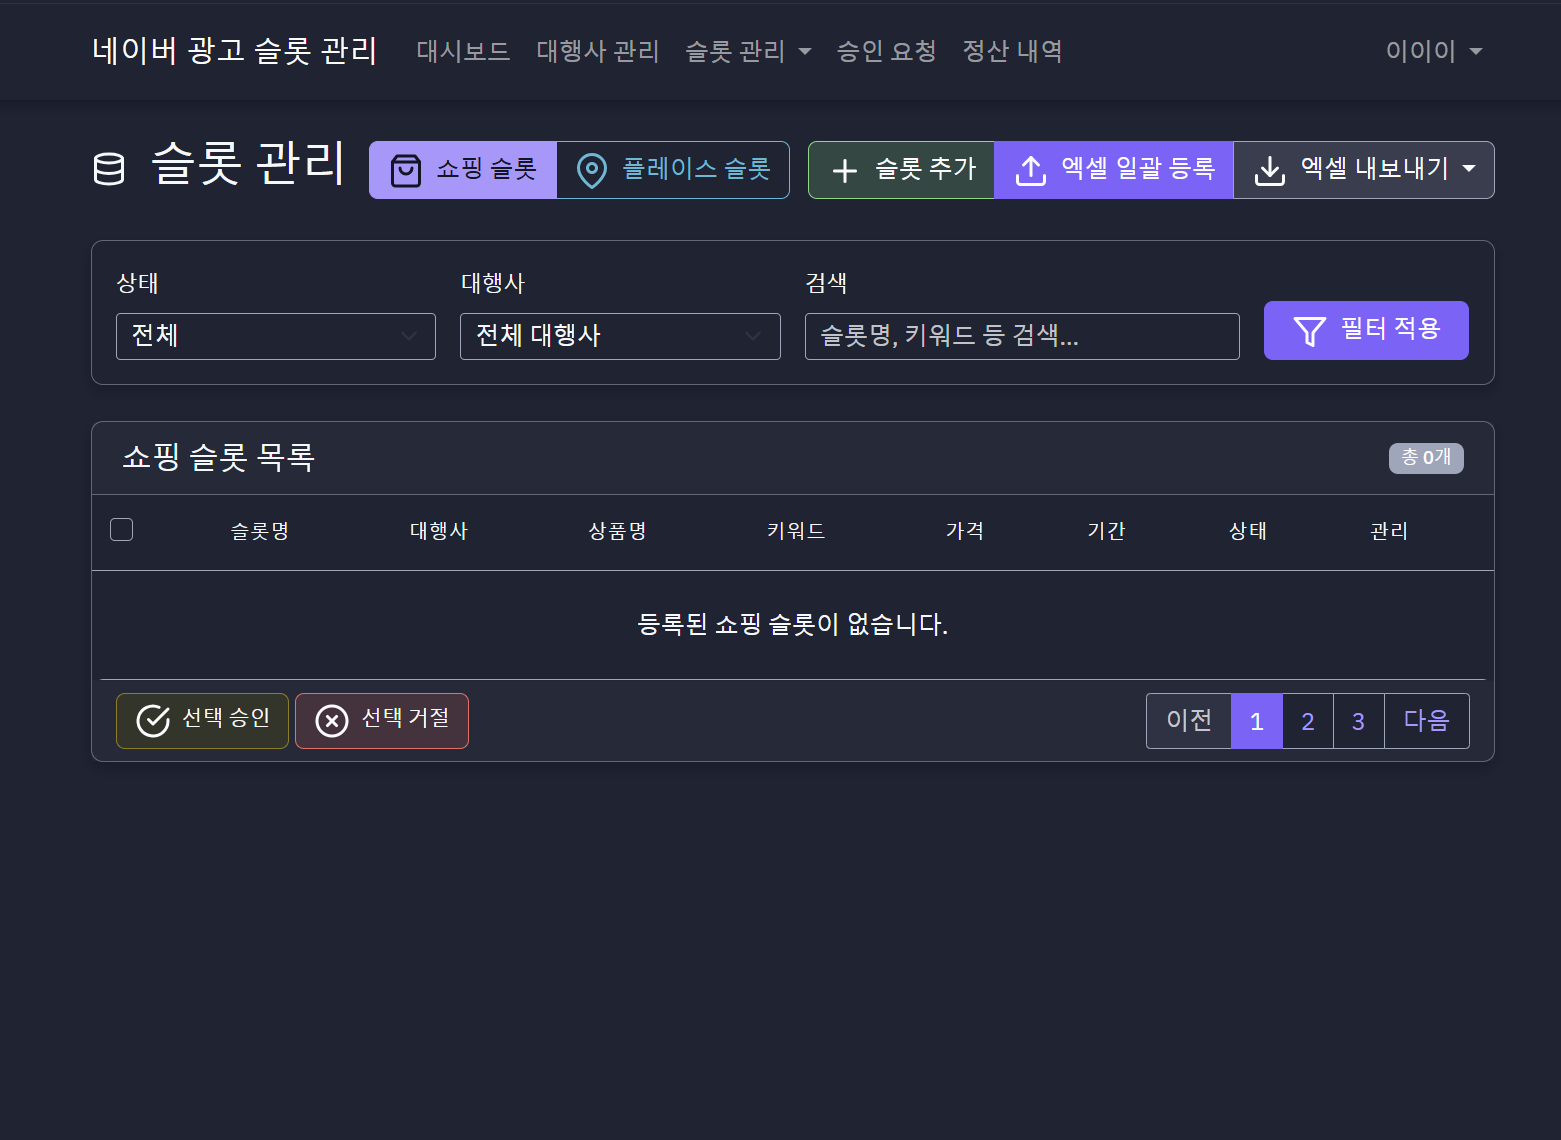 네이버 광고 슬롯 관리 대시보드 대행사 관리 슬롯 관리 승인 요청 정산 내역 이이이
슬롯 관리 쇼핑 슬롯 플레이스 슬롯 슬롯 추가 엑셀 일괄 등록 엑셀 내보내기
상태 대행사 검색
전체 전체 대행사 슬롯명, 키워드 등 검색... 필터 적용
쇼핑 슬롯 목록 총 0개
슬롯명 대행사 상품명 키워드 가격 기간 상태 관리
등록된 쇼핑 슬롯이 없습니다.
선택 승인 선택 거절 이전 1 2 3 다음